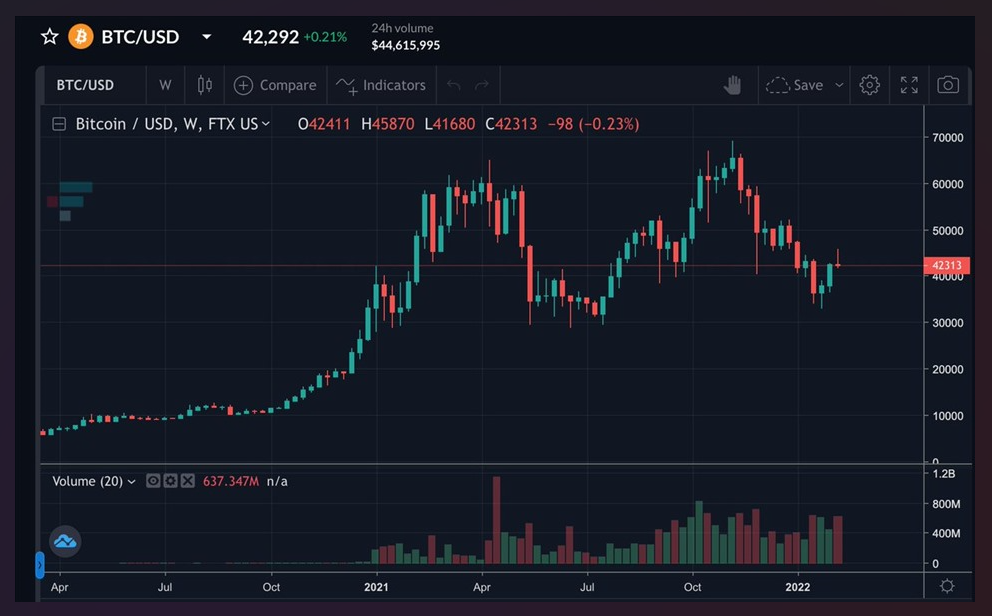 BTC/USD 42,292 +0.21% 24h volume
$44,615,995
BTC/USD W Compare Indicators Save
Bitcoin / USD, W, FTX US O42411 H45870 L41680 C42313 −98 (−0.23%)
70000
60000
50000
42313
40000
30000
20000
10000
0
Volume (20) 637.347M n/a
1.2B
800M
400M
0
Apr Jul Oct 2021 Apr Jul Oct 2022